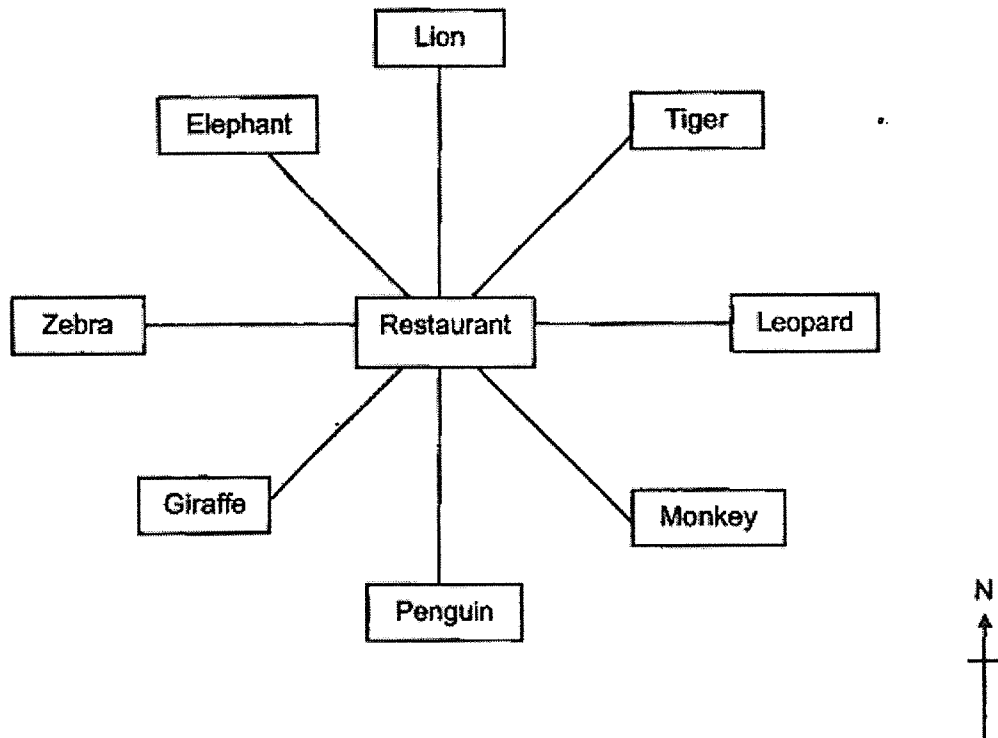 Lion
Elephant
Tiger
Zebra
Restaurant
Leopard
Giraffe
Monkey
Penguin
N